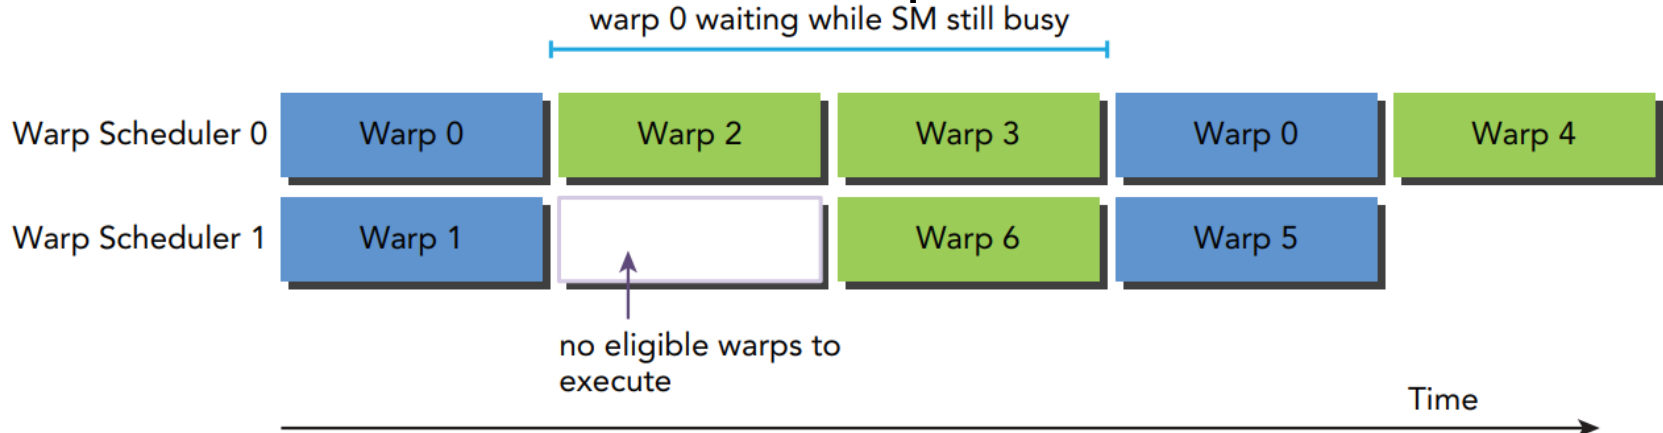 warp 0 waiting while SM still busy
Warp Scheduler 0
Warp 0
Warp 2
Warp 3
Warp 0
Warp 4
Warp Scheduler 1
Warp 1
Warp 6
Warp 5
no eligible warps to
execute
Time